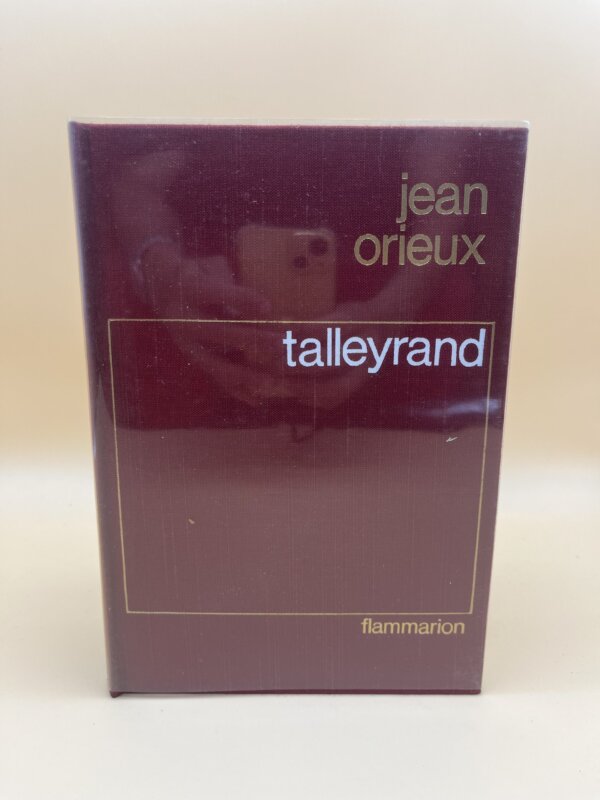 jean
orieux
talleyrand
flammarion